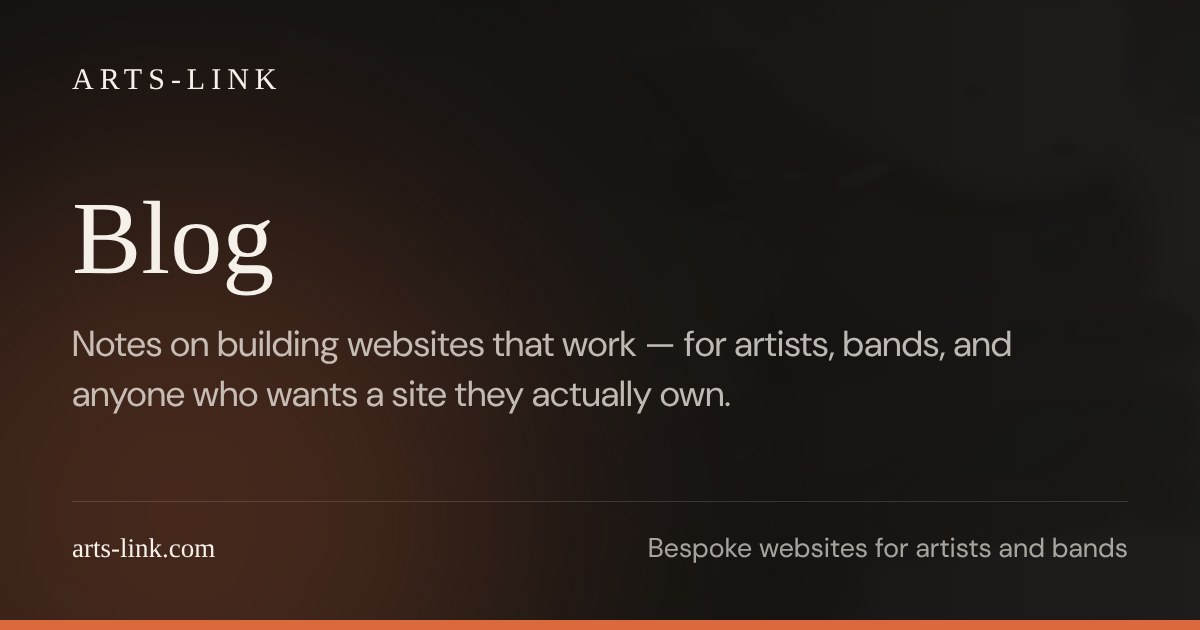 ARTS-LINK
Blog
Notes on building websites that work — for artists, bands, and
anyone who wants a site they actually own.
arts-link.com
Bespoke websites for artists and bands